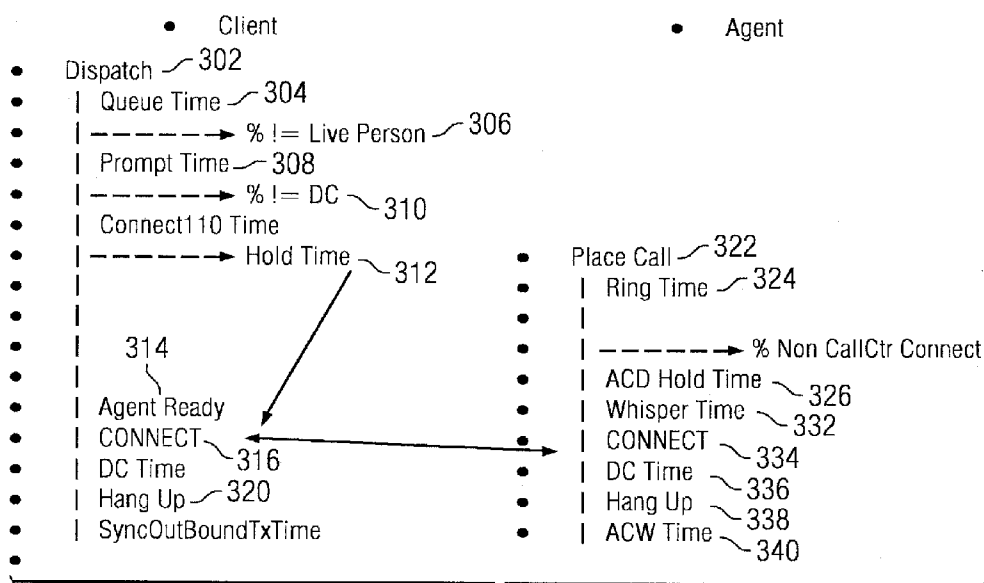 • Client
• Dispatch 302
• | Queue Time 304
• | -----→ % != Live Person 306
• | Prompt Time 308
• | -----→ % != DC 310
• | Connect110 Time
• | -----→ Hold Time 312
• |
• |
• | 314
• | Agent Ready
• | CONNECT 316
• | DC Time
• | Hang Up 320
• | SyncOutBoundTxTime
•
• Agent
• Place Call 322
• | Ring Time 324
• |
• | -----→ % Non CallCtr Connect
• | ACD Hold Time 326
• | Whisper Time 332
• | CONNECT 334
• | DC Time 336
• | Hang Up 338
• | ACW Time 340